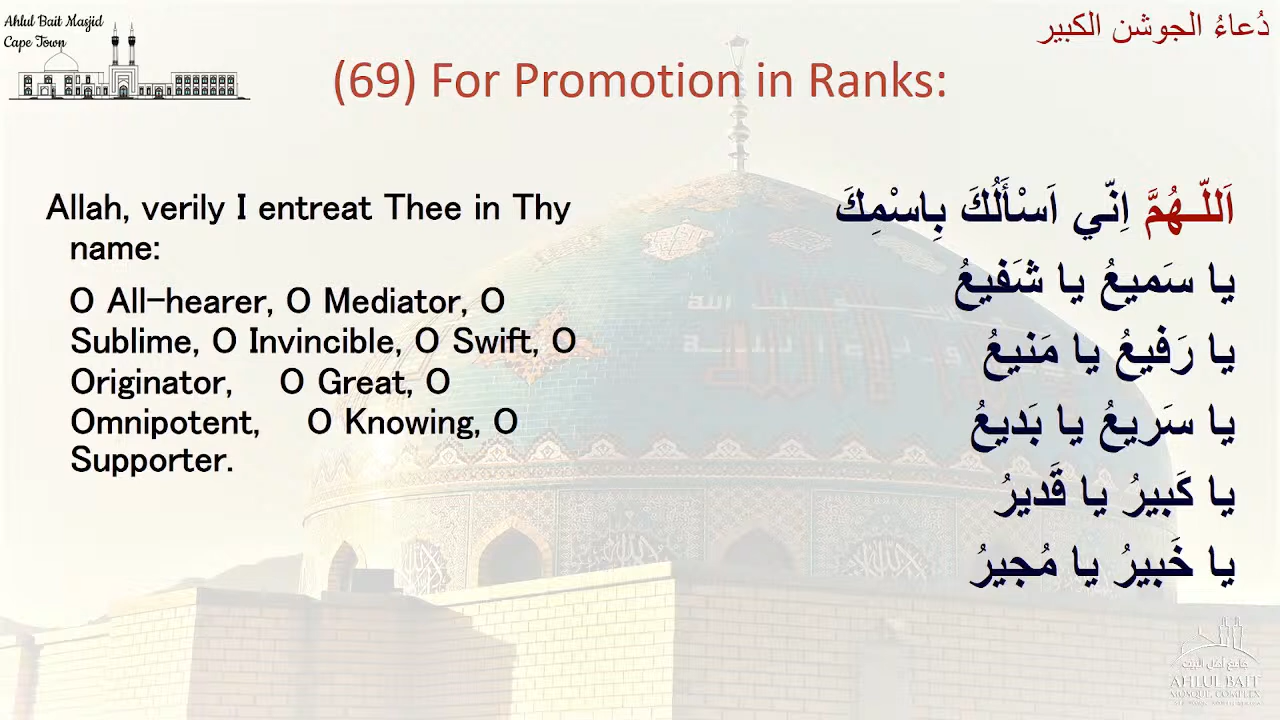 Ahlul Bait Masjid
Cape Town
دُعاءُ الجوشن الكبير
(69) For Promotion in Ranks:
Allah, verily I entreat Thee in Thy
name:
O All-hearer, O Mediator, O
Sublime, O Invincible, O Swift, O
Originator, O Great, O
Omnipotent, O Knowing, O
Supporter.
اَللّـهُمَّ اِنّي اَسْأَلُكَ بِاسْمِكَ
يا سَميعُ يا شَفيعُ
يا رَفيعُ يا مَنيعُ
يا سَريعُ يا بَديعُ
يا كَبيرُ يا قَديرُ
يا خَبيرُ يا مُجيرُ
AHLUL BAIT
MOSQUE COMPLEX